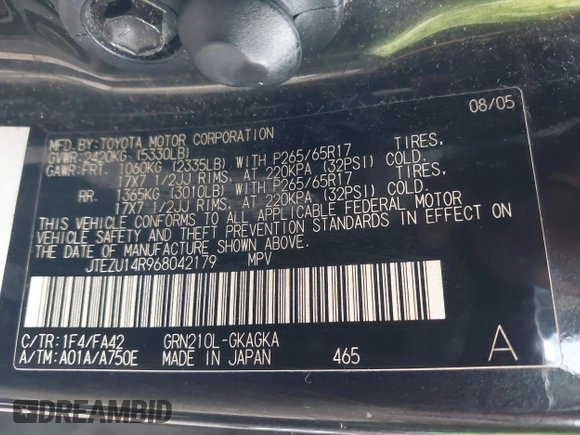 08/05
MFD.BY:TOYOTA MOTOR CORPORATION
GVWR:2420KG (5330LB)
GAWR:FRT. 1060KG (2335LB) WITH P265/65R17 TIRES,
17X7 1/2JJ RIMS, AT 220KPA (32PSI) COLD.
RR. 1365KG (3010LB) WITH P265/65R17 TIRES,
17X7 1/2JJ RIMS, AT 220KPA (32PSI) COLD.
THIS VEHICLE CONFORMS TO ALL APPLICABLE FEDERAL MOTOR
VEHICLE SAFETY AND THEFT PREVENTION STANDARDS IN EFFECT ON
THE DATE OF MANUFACTURE SHOWN ABOVE.
JTEZU14R968042179 MPV
C/TR:1F4/FA42 GRN210L-GKAGKA
A/TM:A01A/A750E MADE IN JAPAN 465 A
DREAMBID